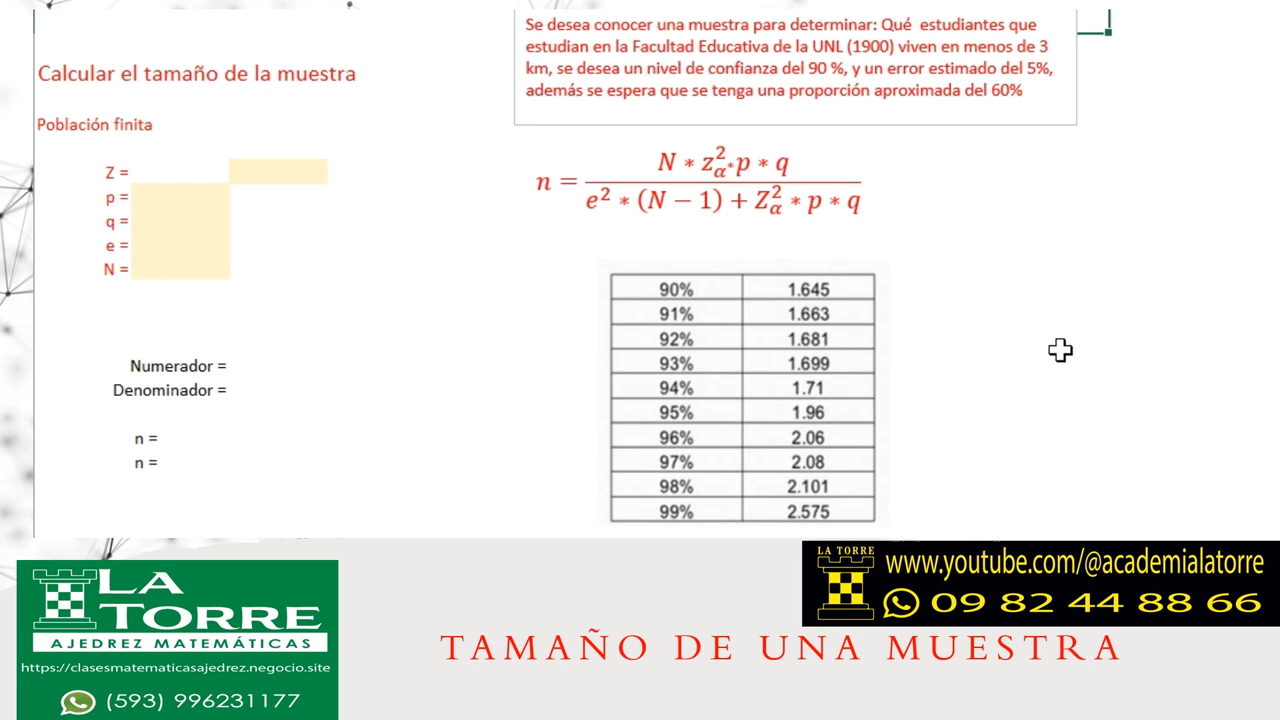 Se desea conocer una muestra para determinar: Qué estudiantes que
estudian en la Facultad Educativa de la UNL (1900) viven en menos de 3
km, se desea un nivel de confianza del 90 %, y un error estimado del 5%,
además se espera que se tenga una proporción aproximada del 60%
Calcular el tamaño de la muestra
Población finita
Z =
p =
q =
e =
N =
n = N * z²α * p * q / e² * (N − 1) + Z²α * p * q
90% 1.645
91% 1.663
92% 1.681
93% 1.699
94% 1.71
95% 1.96
96% 2.06
97% 2.08
98% 2.101
99% 2.575
Numerador =
Denominador =
n =
n =
LA
TORRE
AJEDREZ MATEMÁTICAS
https://clasesmatematicasajedrez.negocio.site
(593) 996231177
LA TORRE
www.youtube.com/@academialatorre
09 82 44 88 66
TAMAÑO DE UNA MUESTRA